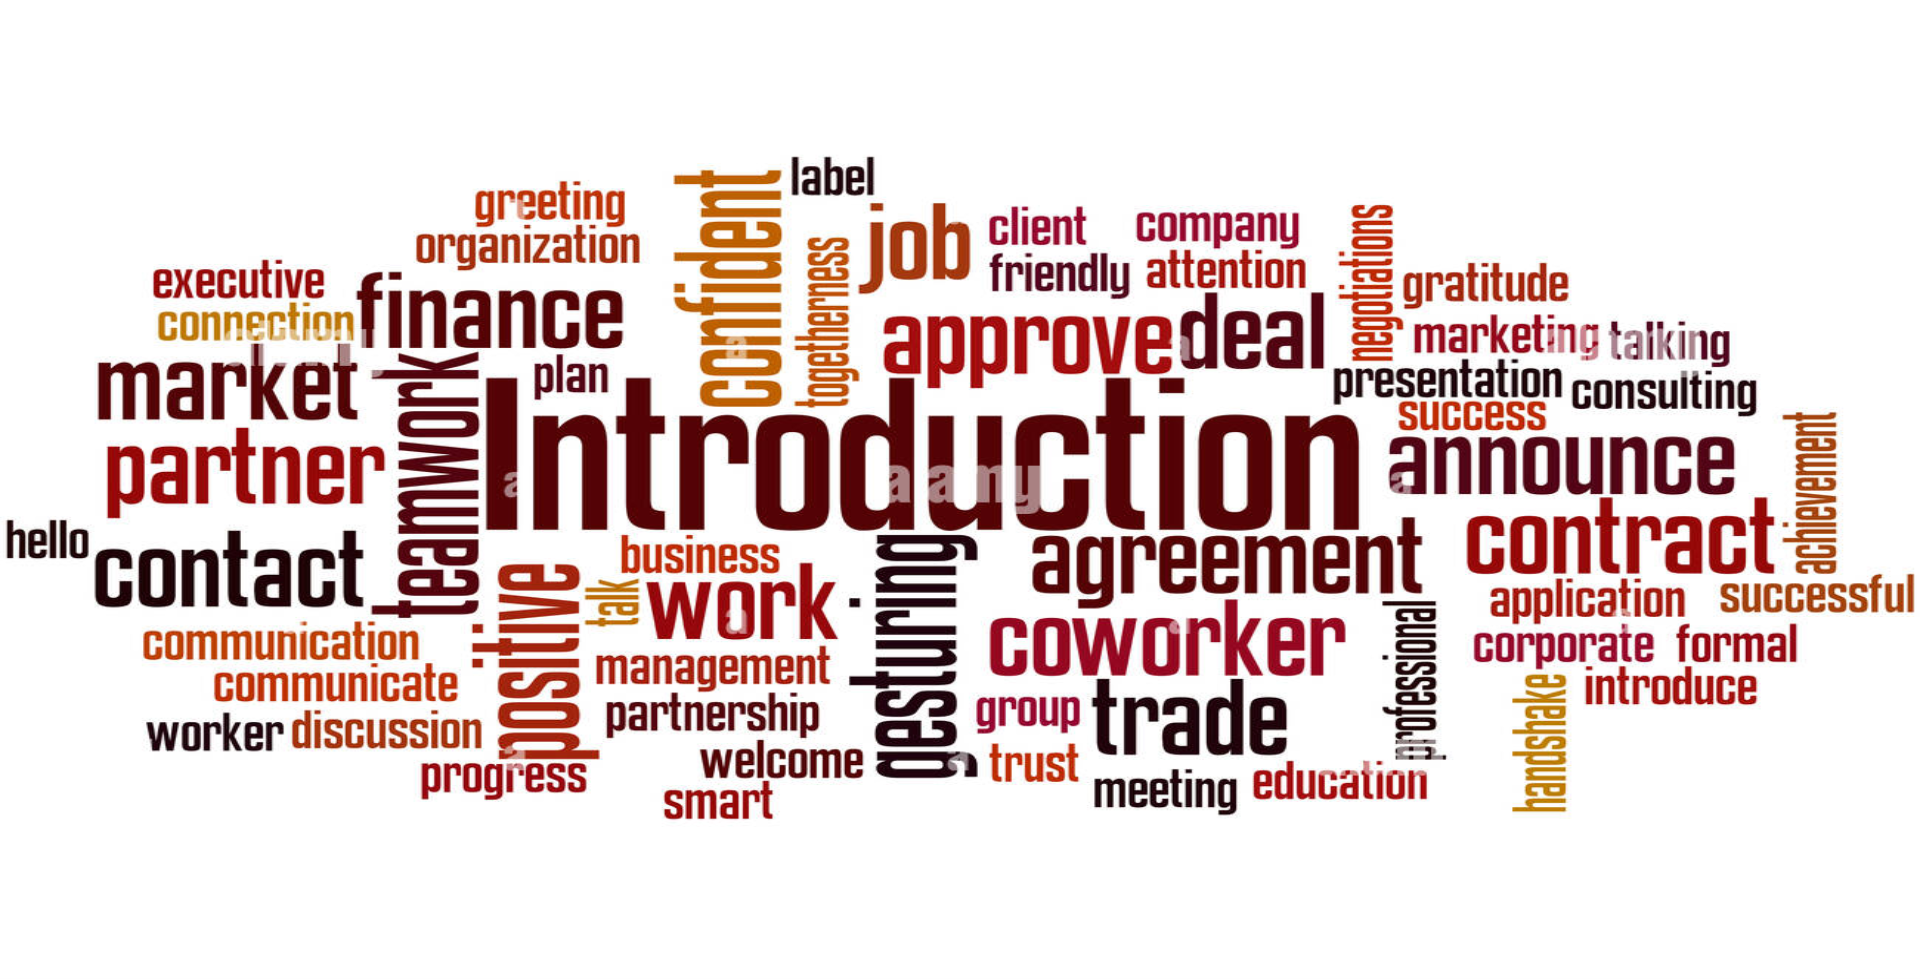 label
greeting
confident
job
client
company
negotiations
organization
togetherness
friendly
attention
gratitude
executive
connection
finance
approve
deal
marketing
talking
market
teamwork
plan
presentation
consulting
Introduction
success
partner
announce
achievement
hello
contact
business
gesturing
agreement
contract
positive
talk
work
application
successful
communication
coworker
professional
corporate
formal
communicate
management
introduce
worker
discussion
partnership
group
trade
handshake
progress
welcome
trust
meeting
education
smart
alamy